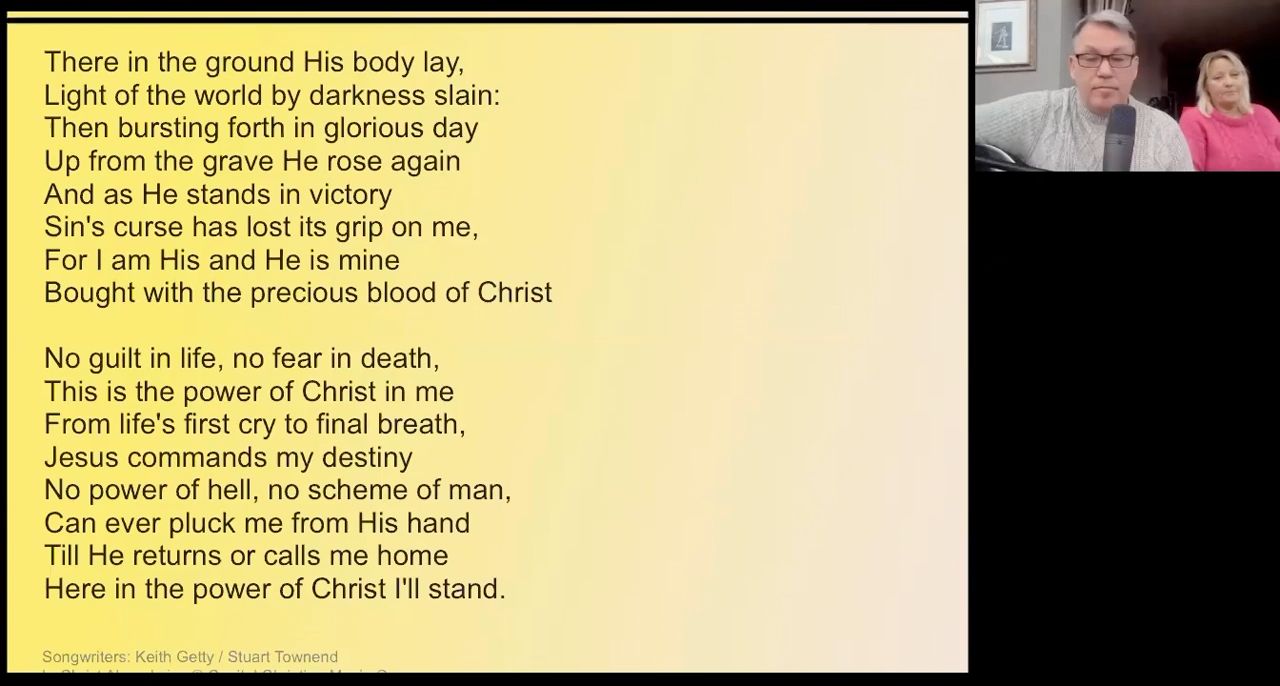 There in the ground His body lay,
Light of the world by darkness slain:
Then bursting forth in glorious day
Up from the grave He rose again
And as He stands in victory
Sin's curse has lost its grip on me,
For I am His and He is mine
Bought with the precious blood of Christ
No guilt in life, no fear in death,
This is the power of Christ in me
From life's first cry to final breath,
Jesus commands my destiny
No power of hell, no scheme of man,
Can ever pluck me from His hand
Till He returns or calls me home
Here in the power of Christ I'll stand.
Songwriters: Keith Getty / Stuart Townend